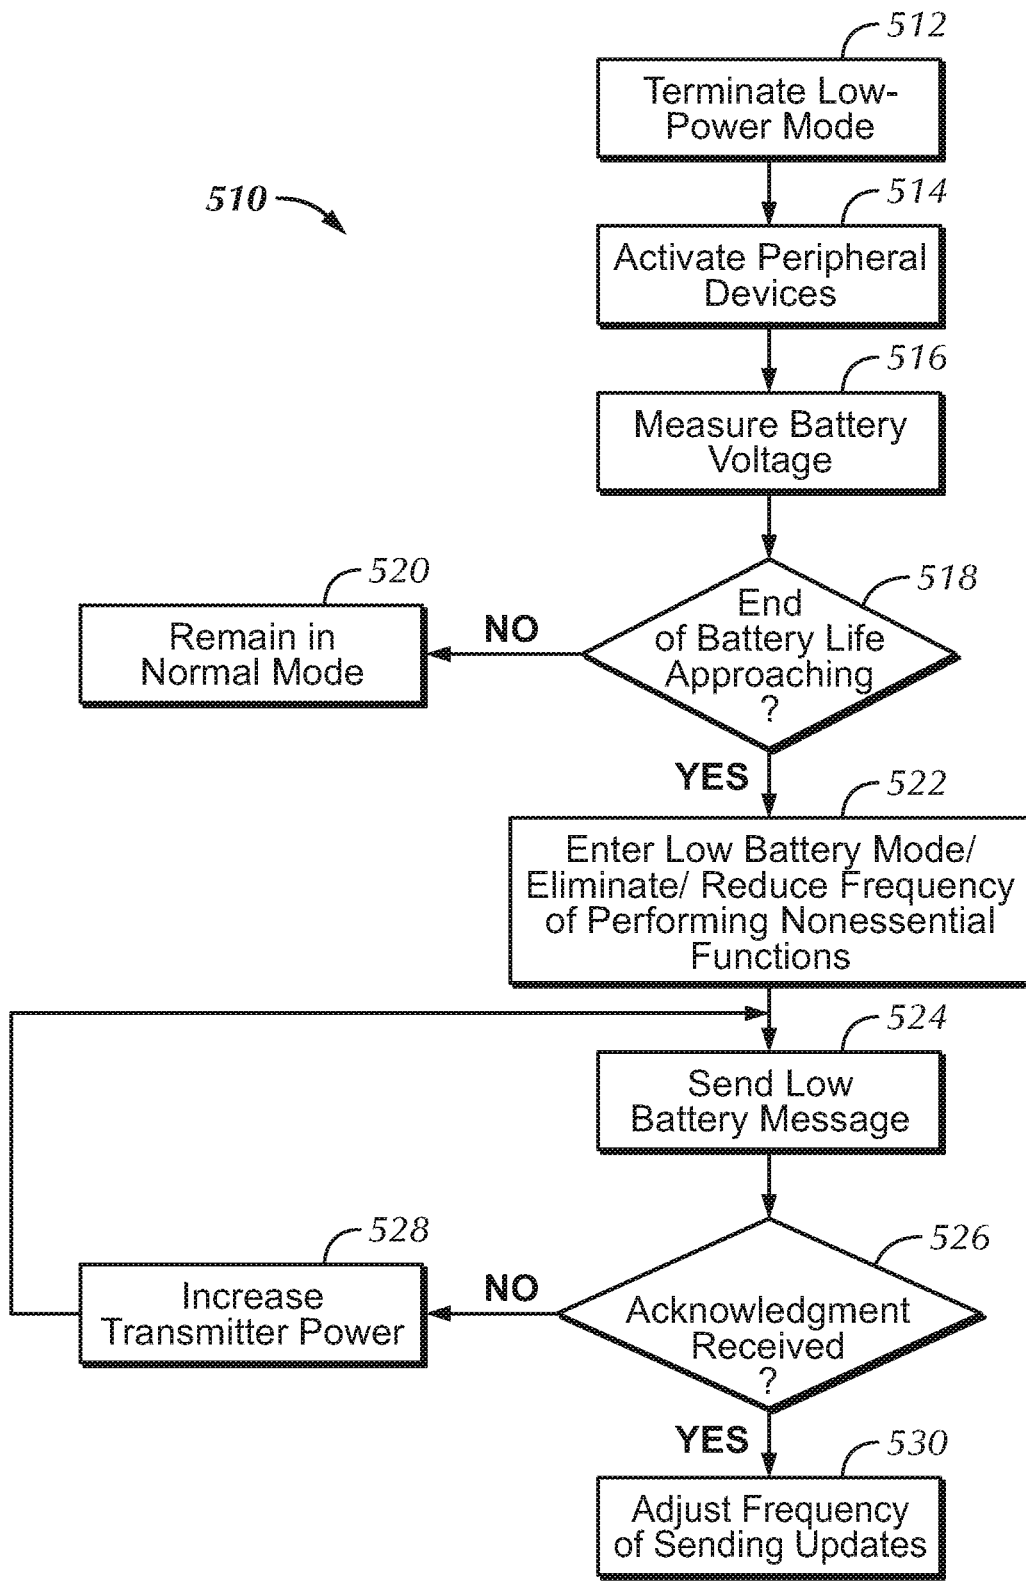 512
Terminate Low-
Power Mode
510
514
Activate Peripheral
Devices
516
Measure Battery
Voltage
518
End
of Battery Life
Approaching
?
NO
520
Remain in
Normal Mode
YES
522
Enter Low Battery Mode/
Eliminate/ Reduce Frequency
of Performing Nonessential
Functions
524
Send Low
Battery Message
526
Acknowledgment
Received
?
NO
528
Increase
Transmitter Power
YES
530
Adjust Frequency
of Sending Updates